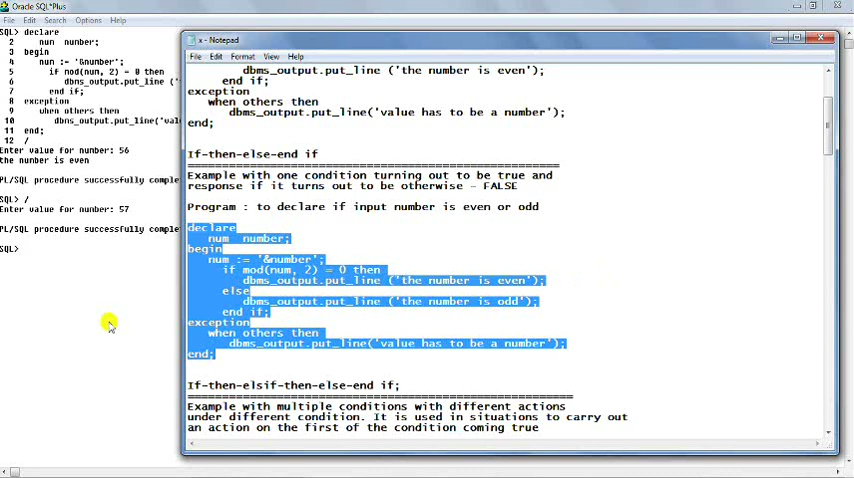 Oracle SQL*Plus
File Edit Search Options Help
SQL> declare
2 num number;
3 begin
4 num := '&number';
5 if mod(num, 2) = 0 then
6 dbms_output.put_line ('t
7 end if;
8 exception
9 when others then
10 dbms_output.put_line('valu
11 end;
12 /
Enter value for number: 56
the number is even
PL/SQL procedure successfully complet
SQL> /
Enter value for number: 57
PL/SQL procedure successfully complet
SQL>
x - Notepad
File Edit Format View Help
dbms_output.put_line ('the number is even');
end if;
exception
when others then
dbms_output.put_line('value has to be a number');
end;
If-then-else-end if
=====================================================
Example with one condition turning out to be true and
response if it turns out to be otherwise - FALSE
Program : to declare if input number is even or odd
declare
num number;
begin
num := '&number';
if mod(num, 2) = 0 then
dbms_output.put_line ('the number is even');
else
dbms_output.put_line ('the number is odd');
end if;
exception
when others then
dbms_output.put_line('value has to be a number');
end;
If-then-elsif-then-else-end if;
=======================================================
Example with multiple conditions with different actions
under different condition. It is used in situations to carry out
an action on the first of the condition coming true